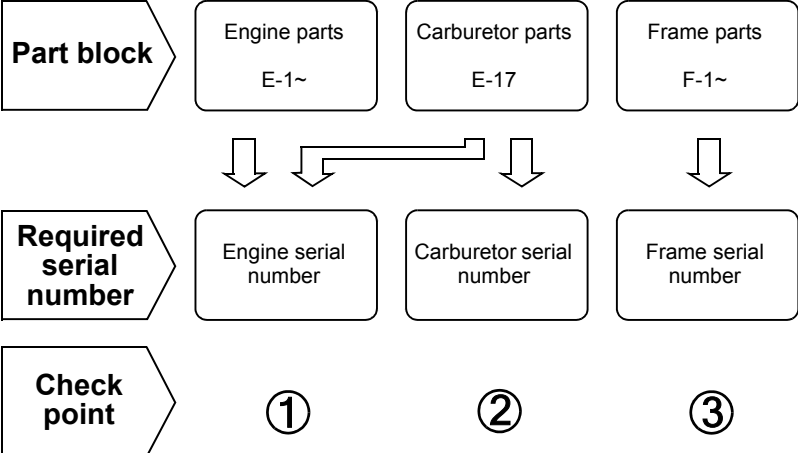 Part block
Engine parts
E-1~
Carburetor parts
E-17
Frame parts
F-1~
Required
serial
number
Engine serial
number
Carburetor serial
number
Frame serial
number
Check
point
①
②
③